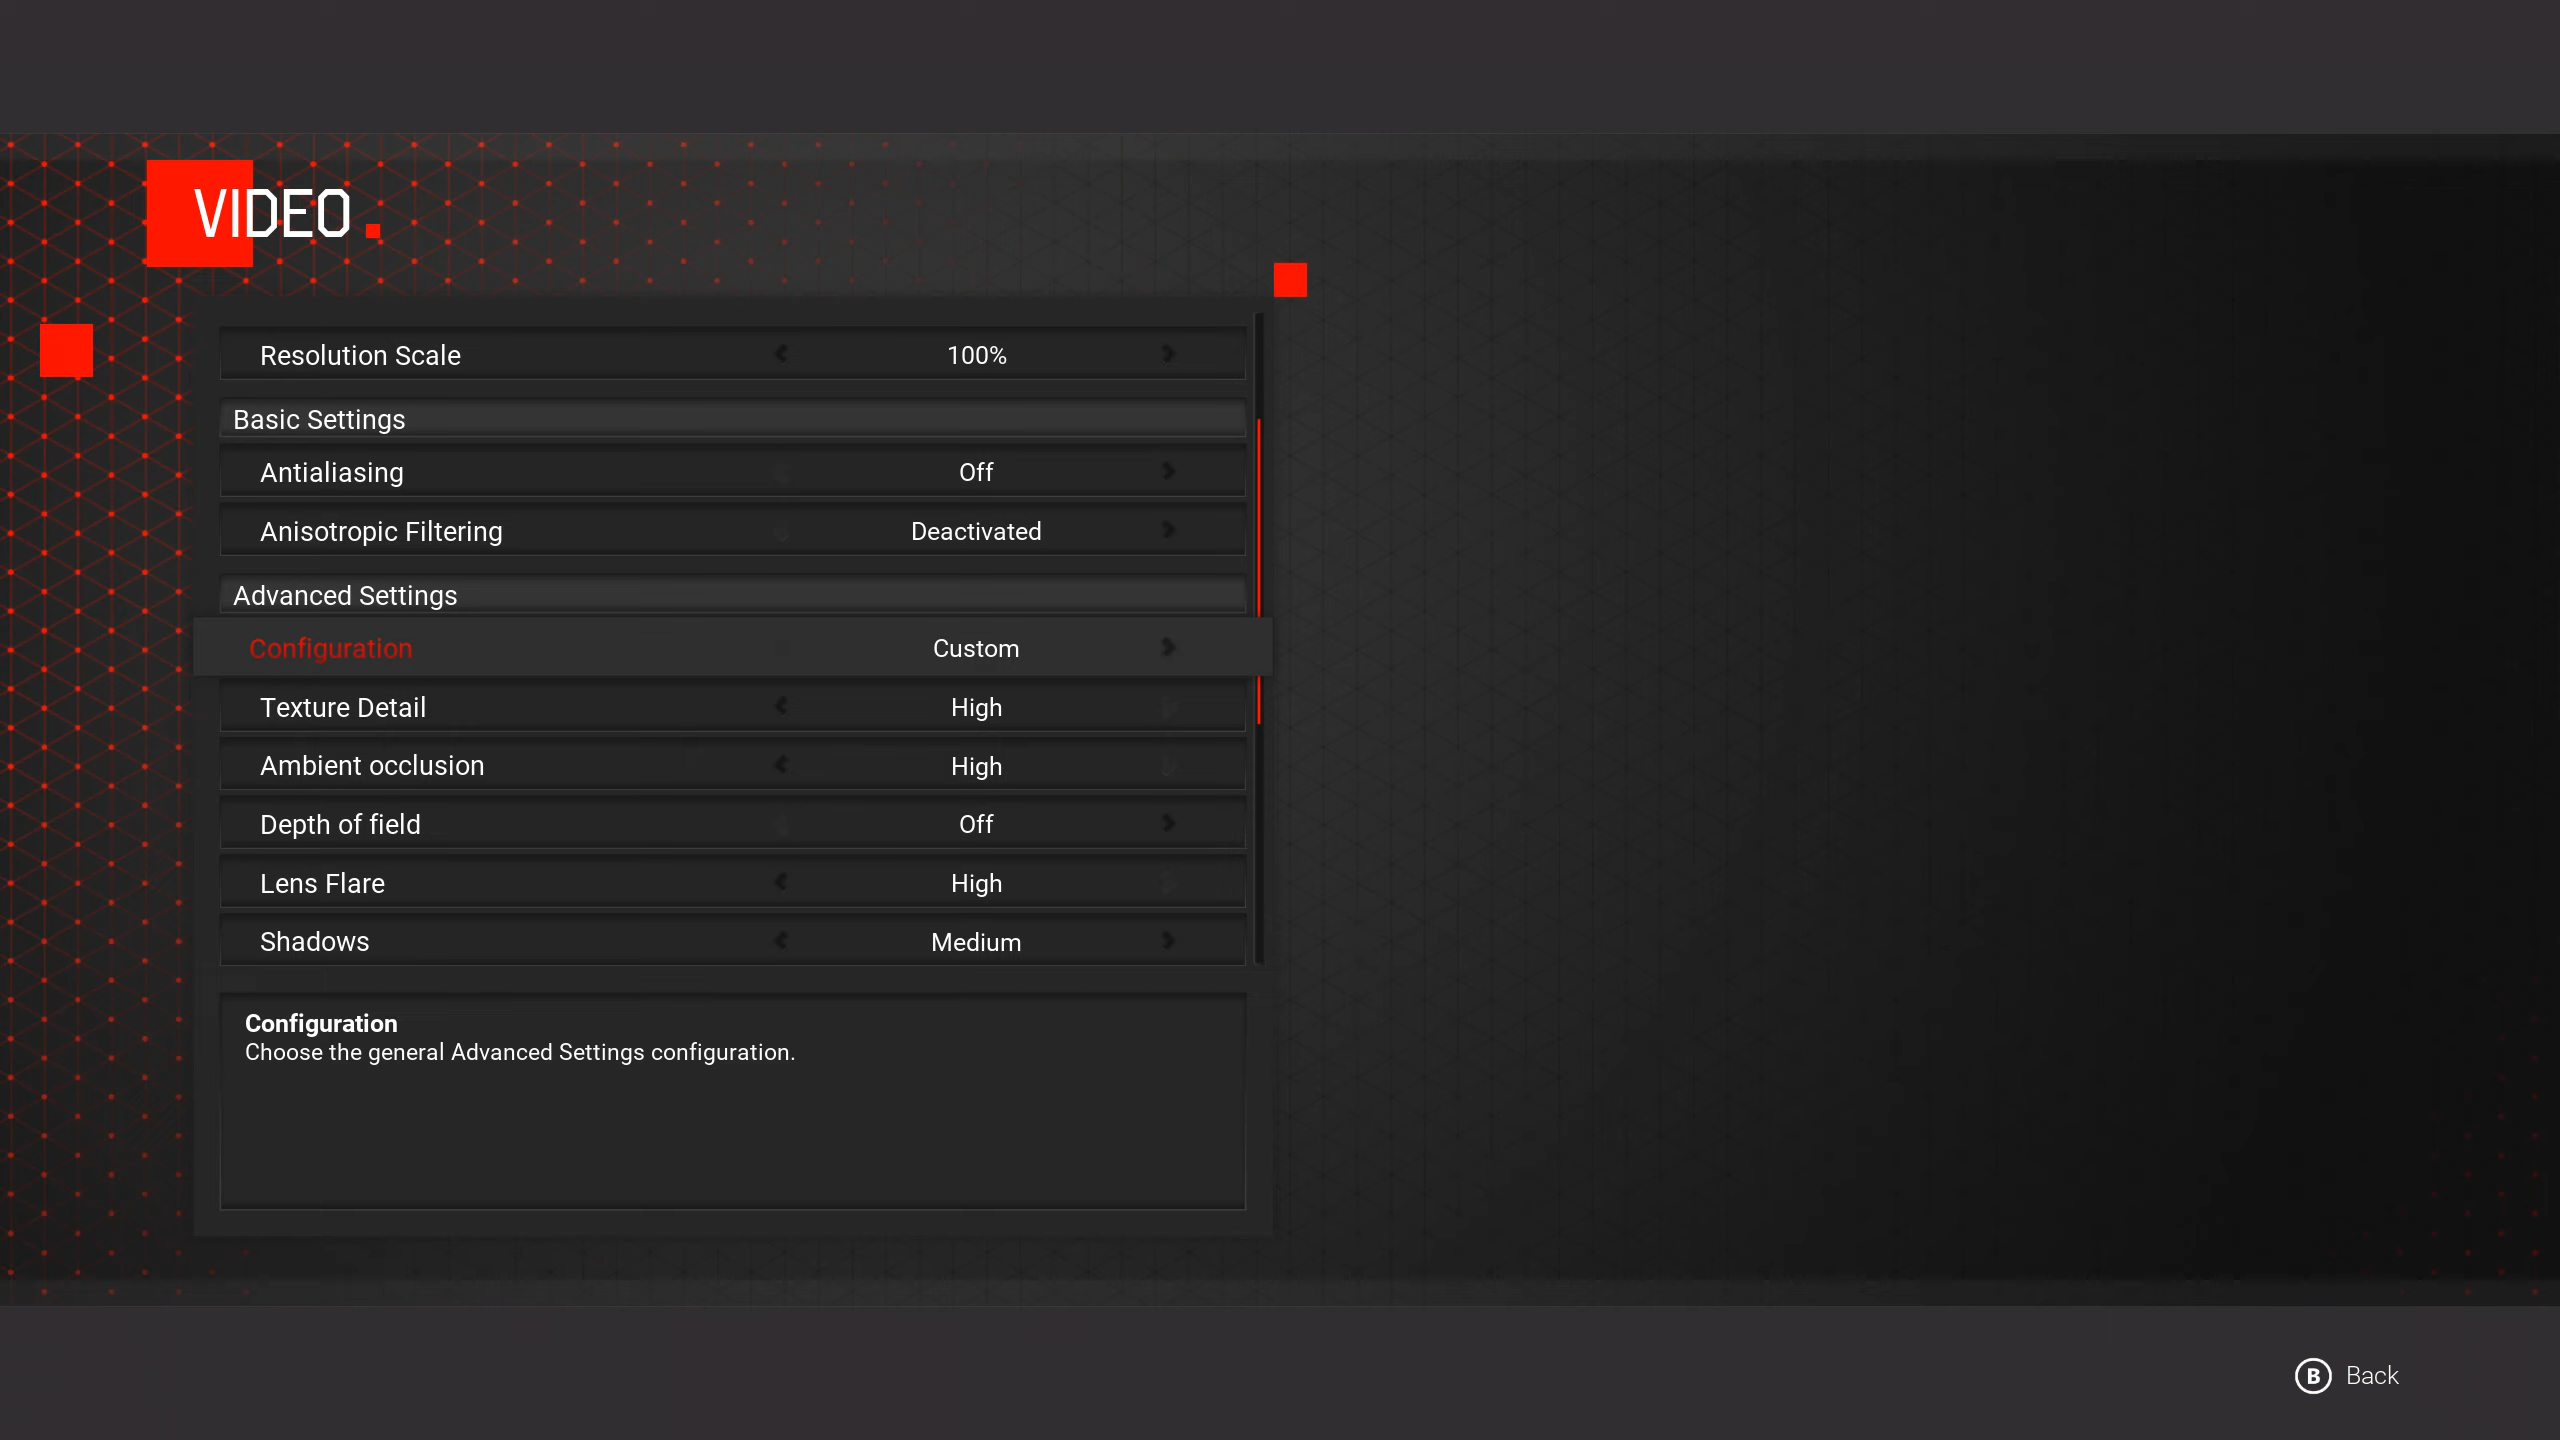 VIDEO.
Resolution Scale 100%
Basic Settings
Antialiasing Off
Anisotropic Filtering Deactivated
Advanced Settings
Configuration Custom
Texture Detail High
Ambient occlusion High
Depth of field Off
Lens Flare High
Shadows Medium
Configuration
Choose the general Advanced Settings configuration.
B Back